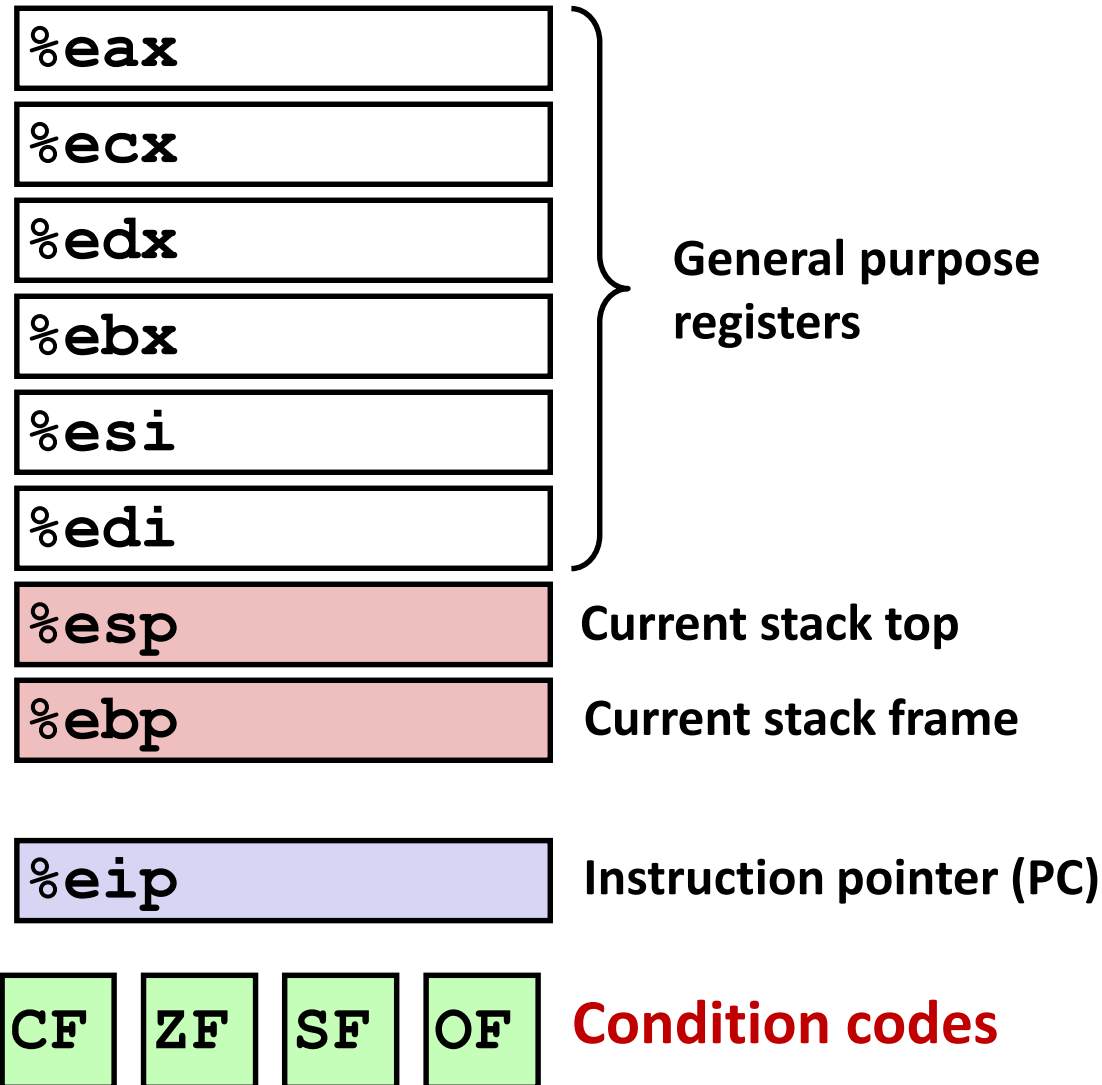 %eax
%ecx
%edx
General purpose
registers
%ebx
%esi
%edi
%esp Current stack top
%ebp Current stack frame
%eip Instruction pointer (PC)
CF ZF SF OF Condition codes